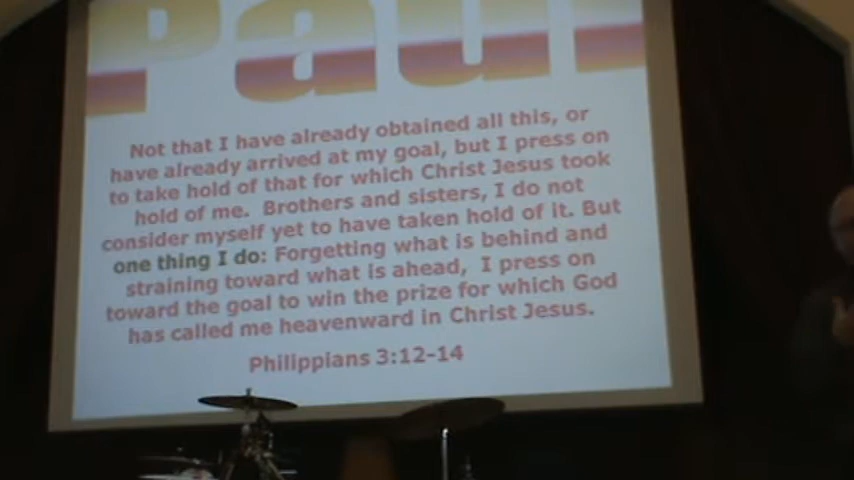 Paul
Not that I have already obtained all this, or
have already arrived at my goal, but I press on
to take hold of that for which Christ Jesus took
hold of me. Brothers and sisters, I do not
consider myself yet to have taken hold of it. But
one thing I do: Forgetting what is behind and
straining toward what is ahead, I press on
toward the goal to win the prize for which God
has called me heavenward in Christ Jesus.
Philippians 3:12-14